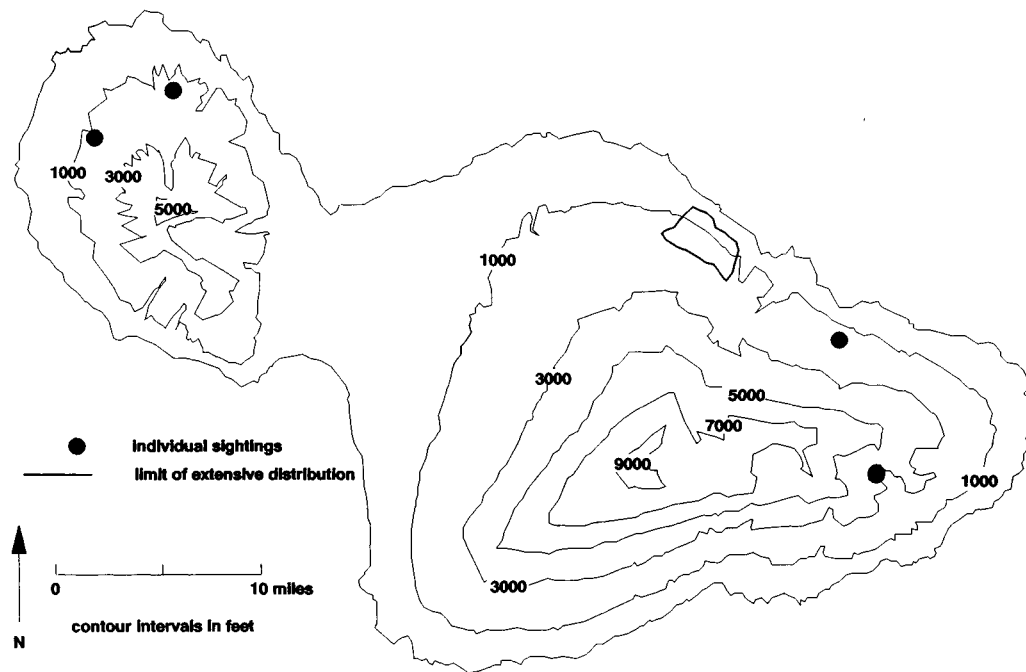 1000
3000
5000
1000
3000
5000
7000
9000
1000
3000
individual sightings
limit of extensive distribution
0 10 miles
contour intervals in feet
N